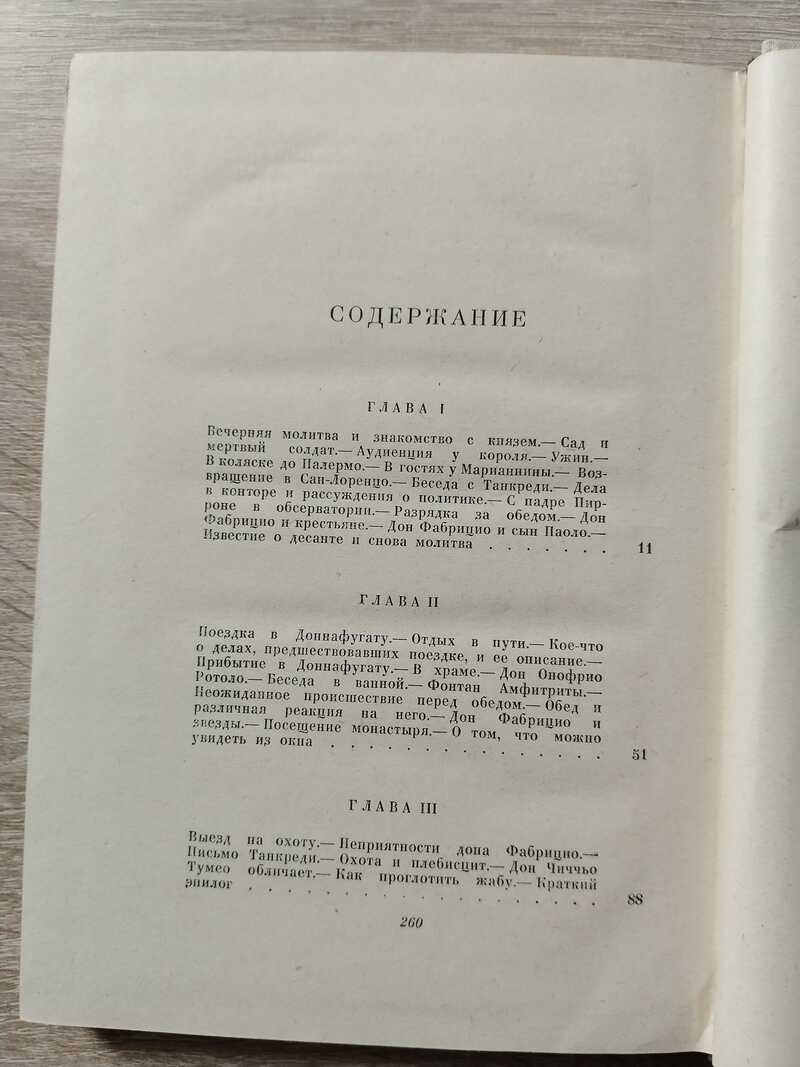 СОДЕРЖАНИЕ
ГЛАВА I
Вечерняя молитва и знакомство с князем.— Сад и
мертвый солдат.— Аудиенция у короля.— Ужин.—
В коляске до Палермо.— В гостях у Марианнины.— Воз-
вращение в Сан-Лоренцо.— Беседа с Танкреди.— Дела
в конторе и рассуждения о политике.— С падре Пир-
роне в обсерватории.— Разрядка за обедом.— Дон
Фабрицио и крестьяне.— Дон Фабрицио и сын Паоло.—
Известие о десанте и снова молитва . . . . . . . 11
ГЛАВА II
Поездка в Доннафугату.— Отдых в пути.— Кое-что
о делах, предшествовавших поездке, и ее описание.—
Прибытие в Доннафугату.— В храме.— Дон Онофрио
Ротоло.— Беседа в ванной.— Фонтан Амфитриты.—
Неожиданное происшествие перед обедом.— Обед и
различная реакция на него.— Дон Фабрицио и
звезды.— Посещение монастыря.— О том, что можно
увидеть из окна . . . . . . . . . . . . . . . 51
ГЛАВА III
Выезд на охоту.— Неприятности дона Фабрицио.—
Письмо Танкреди.— Охота и плебисцит.— Дон Чиччьо
Тумео обличает.— Как проглотить жабу.— Краткий
эпилог . . . . . . . . . . . . . . . . . . . 88
260